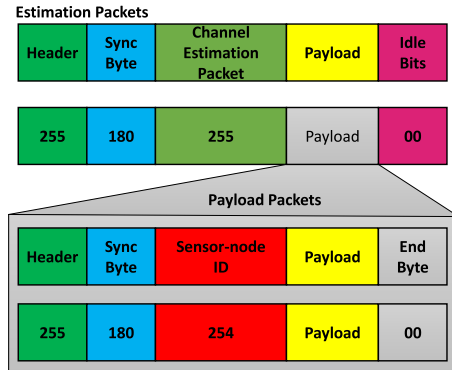 Estimation Packets
Header
Sync
Byte
Channel
Estimation
Packet
Payload
Idle
Bits
255
180
255
Payload
00
Payload Packets
Header
Sync
Byte
Sensor-node
ID
Payload
End
Byte
255
180
254
Payload
00